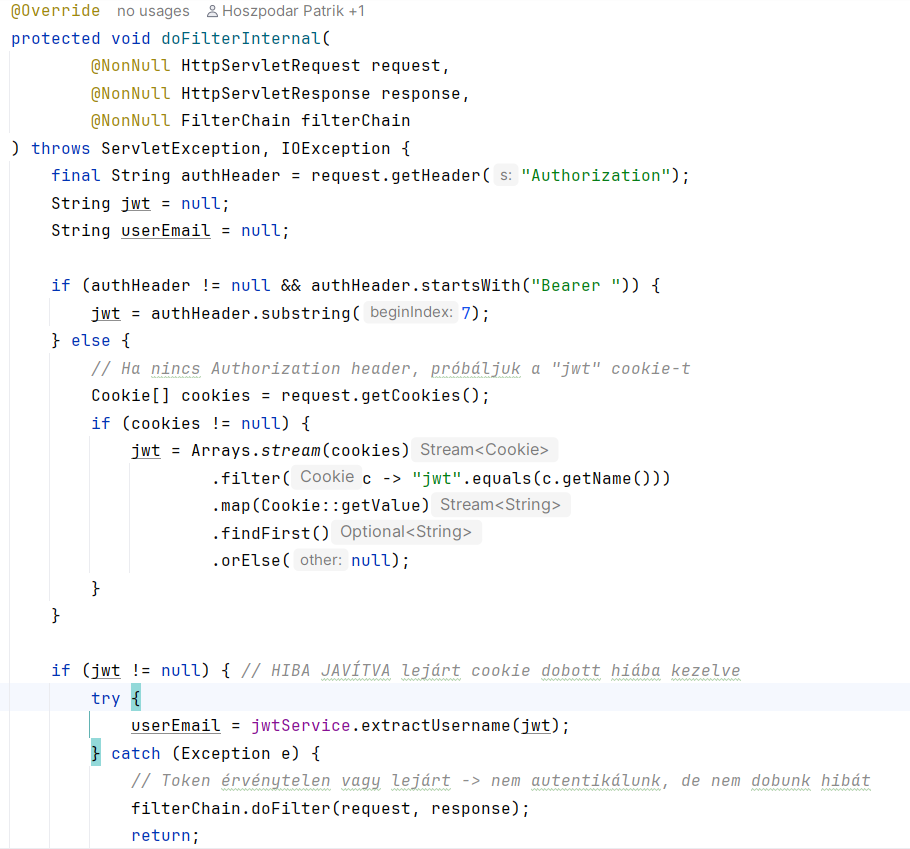 @Override no usages Hoszpodar Patrik +1
protected void doFilterInternal(
@NonNull HttpServletRequest request,
@NonNull HttpServletResponse response,
@NonNull FilterChain filterChain
) throws ServletException, IOException {
final String authHeader = request.getHeader( s: "Authorization");
String jwt = null;
String userEmail = null;
if (authHeader != null && authHeader.startsWith("Bearer ")) {
jwt = authHeader.substring( beginIndex: 7);
} else {
// Ha nincs Authorization header, próbáljuk a "jwt" cookie-t
Cookie[] cookies = request.getCookies();
if (cookies != null) {
jwt = Arrays.stream(cookies) Stream<Cookie>
.filter( Cookie c -> "jwt".equals(c.getName()))
.map(Cookie::getValue) Stream<String>
.findFirst() Optional<String>
.orElse( other: null);
}
}
if (jwt != null) { // HIBA JAVÍTVA lejárt cookie dobott hiába kezelve
try {
userEmail = jwtService.extractUsername(jwt);
} catch (Exception e) {
// Token érvénytelen vagy lejárt -> nem autentikálunk, de nem dobunk hibát
filterChain.doFilter(request, response);
return;